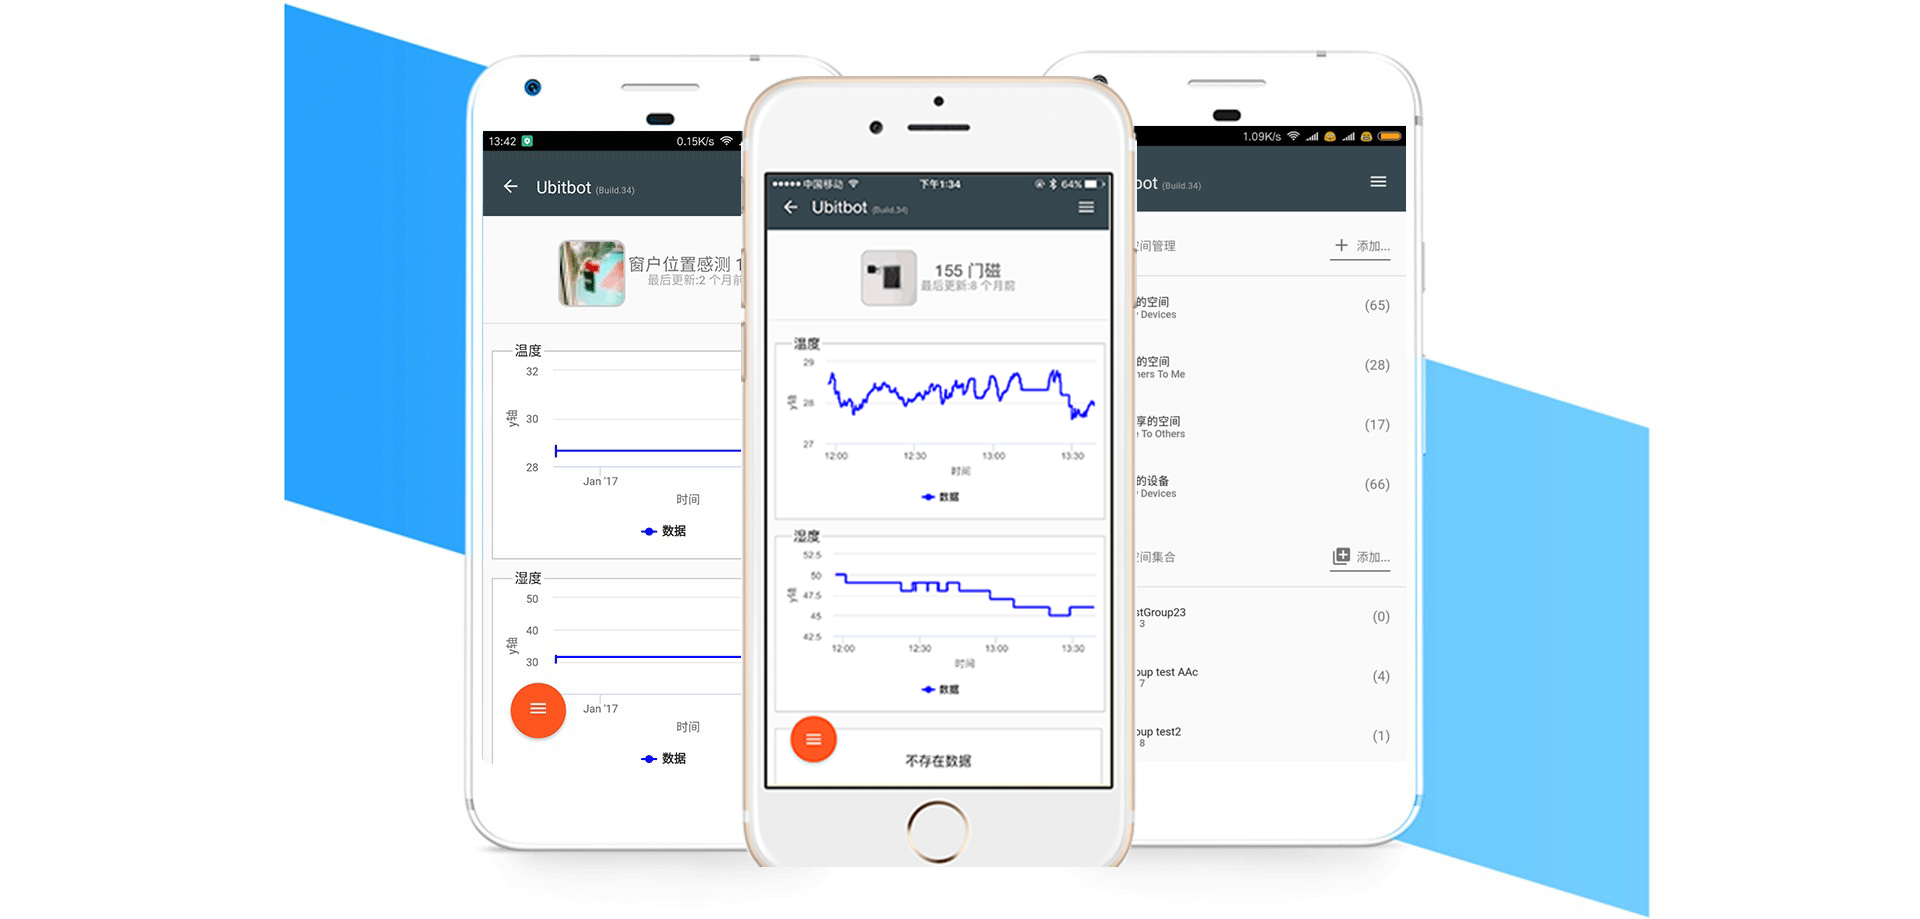 13:42
0.15K/s
Ubitbot (Build.34)
窗户位置感测 1
最后更新:2 个月前
温度
32
30
28
y轴
Jan '17
时间
数据
湿度
50
40
30
y轴
Jan '17
时间
数据
中国移动
下午1:34
64%
Ubitbot (Build.34)
155 门磁
最后更新:8 个月前
温度
29
28
27
y轴
12:00 12:30 13:00 13:30
时间
数据
湿度
52.5
50
47.5
45
42.5
y轴
12:00 12:30 13:00 13:30
时间
数据
不存在数据
1.09K/s
bot (Build.34)
间管理
添加...
的空间
Devices
(65)
的空间
ners To Me
(28)
享的空间
e To Others
(17)
的设备
Devices
(66)
间集合
添加...
stGroup23
3
(0)
oup test AAc
7
(4)
oup test2
8
(1)